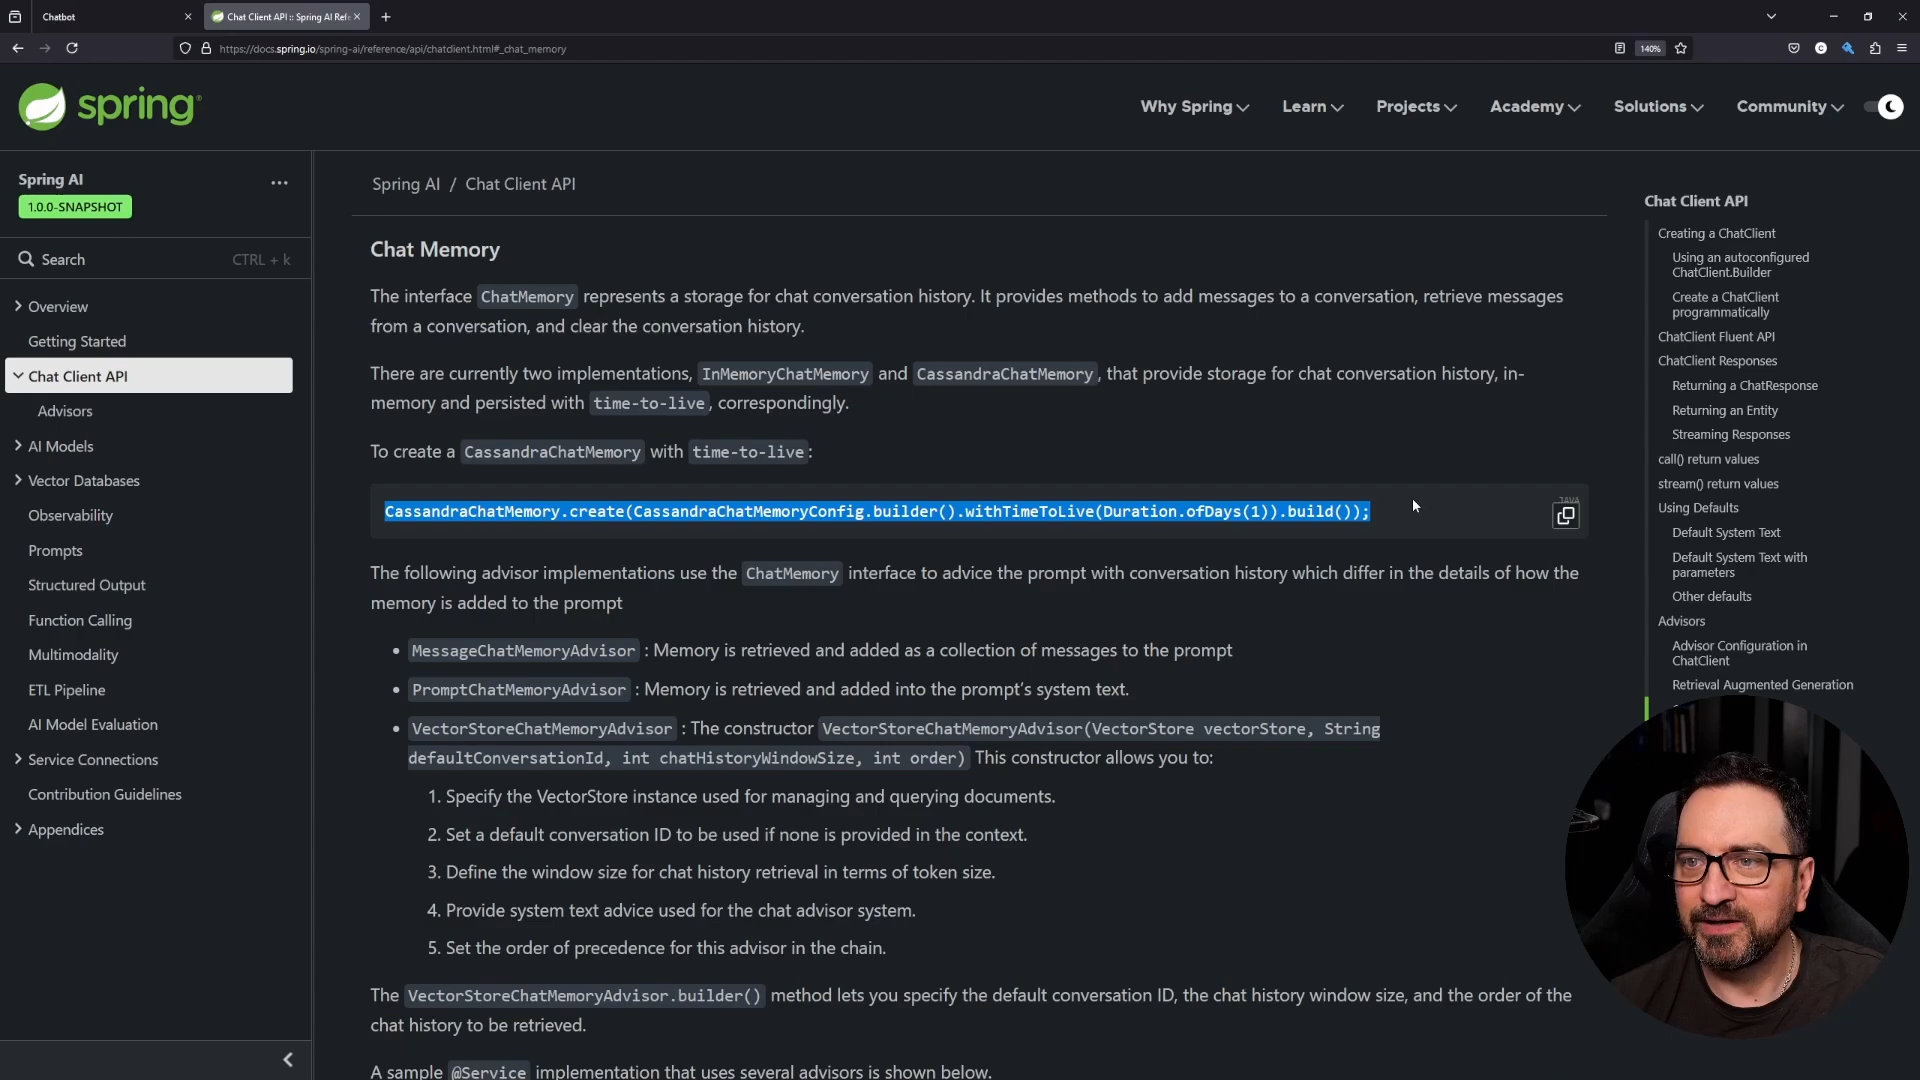 Chatbot
Chat Client API :: Spring AI Ref
https://docs.spring.io/spring-ai/reference/api/chatclient.html#_chat_memory
140%
spring
Why Spring
Learn
Projects
Academy
Solutions
Community
Spring AI
1.0.0-SNAPSHOT
Search
CTRL + k
Overview
Getting Started
Chat Client API
Advisors
AI Models
Vector Databases
Observability
Prompts
Structured Output
Function Calling
Multimodality
ETL Pipeline
AI Model Evaluation
Service Connections
Contribution Guidelines
Appendices
Spring AI / Chat Client API
Chat Memory
The interface ChatMemory represents a storage for chat conversation history. It provides methods to add messages to a conversation, retrieve messages
from a conversation, and clear the conversation history.
There are currently two implementations, InMemoryChatMemory and CassandraChatMemory, that provide storage for chat conversation history, in-
memory and persisted with time-to-live, correspondingly.
To create a CassandraChatMemory with time-to-live:
JAVA
CassandraChatMemory.create(CassandraChatMemoryConfig.builder().withTimeToLive(Duration.ofDays(1)).build());
The following advisor implementations use the ChatMemory interface to advice the prompt with conversation history which differ in the details of how the
memory is added to the prompt
• MessageChatMemoryAdvisor : Memory is retrieved and added as a collection of messages to the prompt
• PromptChatMemoryAdvisor : Memory is retrieved and added into the prompt's system text.
• VectorStoreChatMemoryAdvisor : The constructor VectorStoreChatMemoryAdvisor(VectorStore vectorStore, String
defaultConversationId, int chatHistoryWindowSize, int order) This constructor allows you to:
1. Specify the VectorStore instance used for managing and querying documents.
2. Set a default conversation ID to be used if none is provided in the context.
3. Define the window size for chat history retrieval in terms of token size.
4. Provide system text advice used for the chat advisor system.
5. Set the order of precedence for this advisor in the chain.
The VectorStoreChatMemoryAdvisor.builder() method lets you specify the default conversation ID, the chat history window size, and the order of the
chat history to be retrieved.
A sample @Service implementation that uses several advisors is shown below.
Chat Client API
Creating a ChatClient
Using an autoconfigured
ChatClient.Builder
Create a ChatClient
programmatically
ChatClient Fluent API
ChatClient Responses
Returning a ChatResponse
Returning an Entity
Streaming Responses
call() return values
stream() return values
Using Defaults
Default System Text
Default System Text with
parameters
Other defaults
Advisors
Advisor Configuration in
ChatClient
Retrieval Augmented Generation